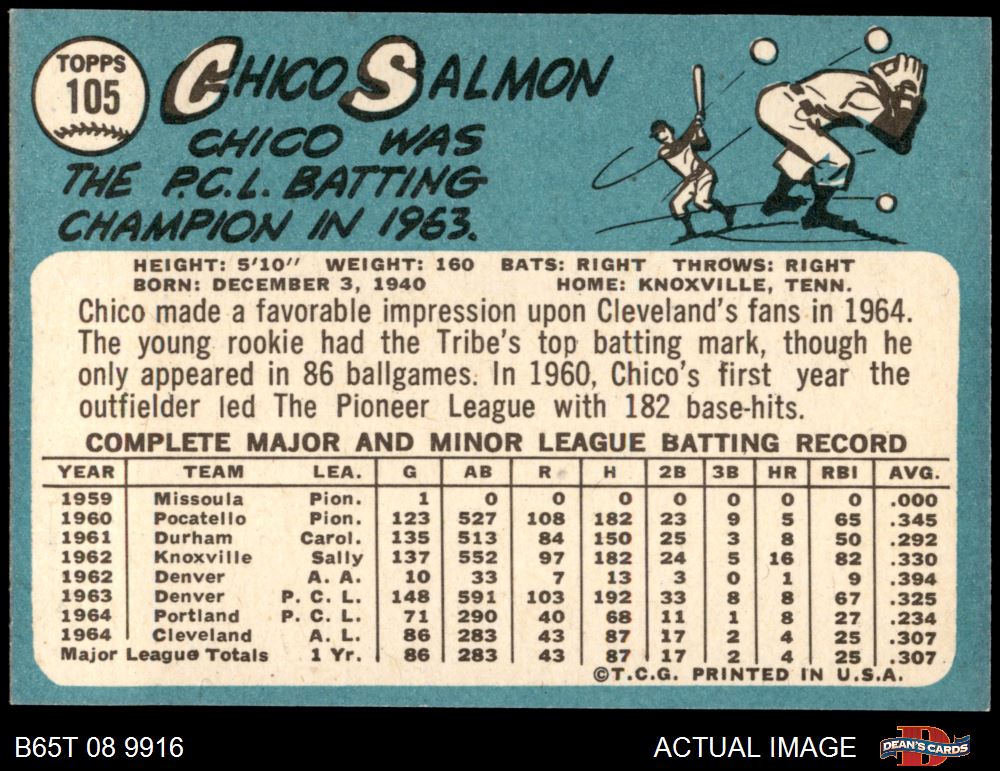 TOPPS
105
CHICO SALMON
CHICO WAS
THE P.C.L. BATTING
CHAMPION IN 1963.
HEIGHT: 5'10" WEIGHT: 160 BATS: RIGHT THROWS: RIGHT
BORN: DECEMBER 3, 1940 HOME: KNOXVILLE, TENN.
Chico made a favorable impression upon Cleveland's fans in 1964.
The young rookie had the Tribe's top batting mark, though he
only appeared in 86 ballgames. In 1960, Chico's first year the
outfielder led The Pioneer League with 182 base-hits.
COMPLETE MAJOR AND MINOR LEAGUE BATTING RECORD
YEAR TEAM LEA. G AB R H 2B 3B HR RBI AVG.
1959 Missoula Pion. 1 0 0 0 0 0 0 0 .000
1960 Pocatello Pion. 123 527 108 182 23 9 5 65 .345
1961 Durham Carol. 135 513 84 150 25 3 8 50 .292
1962 Knoxville Sally 137 552 97 182 24 5 16 82 .330
1962 Denver A. A. 10 33 7 13 3 0 1 9 .394
1963 Denver P. C. L. 148 591 103 192 33 8 8 67 .325
1964 Portland P. C. L. 71 290 40 68 11 1 8 27 .234
1964 Cleveland A. L. 86 283 43 87 17 2 4 25 .307
Major League Totals 1 Yr. 86 283 43 87 17 2 4 25 .307
©T.C.G. PRINTED IN U.S.A.
B65T 08 9916
ACTUAL IMAGE
DEAN'S CARDS